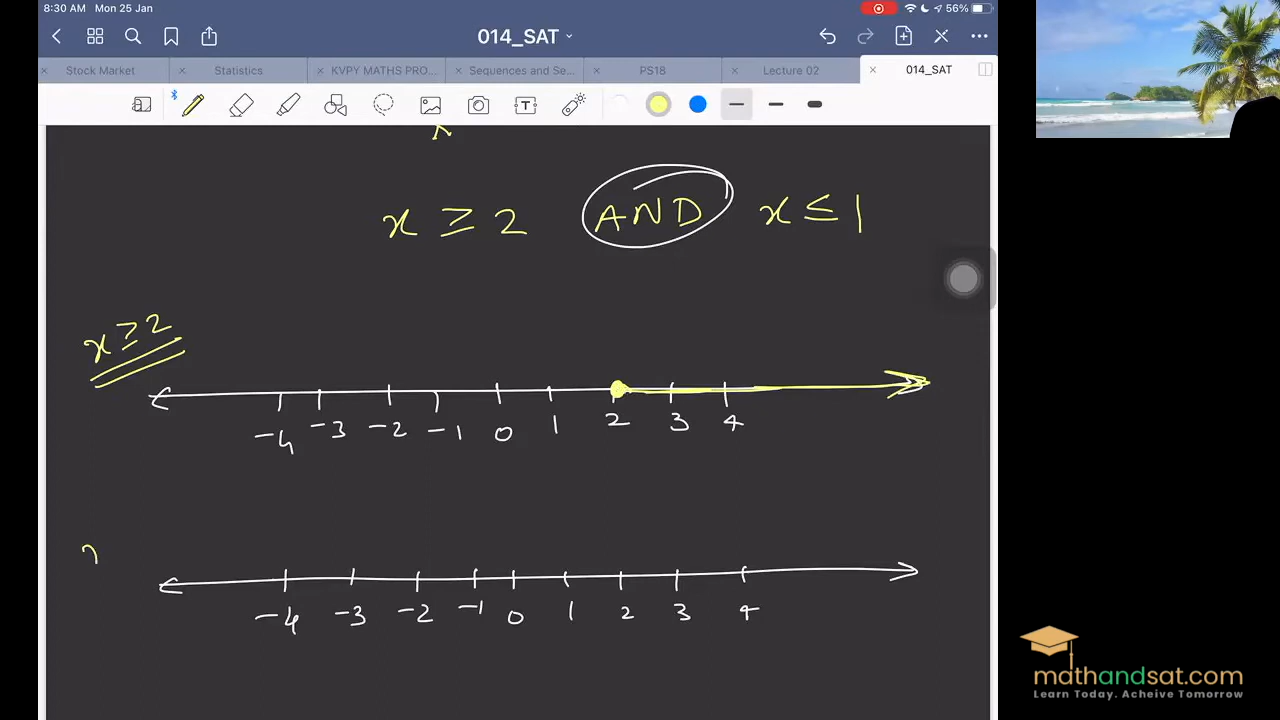 8:30 AM Mon 25 Jan 56%
014_SAT
Stock Market Statistics KVPY MATHS PRO... Sequences and Se... PS18 Lecture 02 014_SAT
T
x ≥ 2 AND x ≤ 1
x ≥ 2
-4 -3 -2 -1 0 1 2 3 4
-4 -3 -2 -1 0 1 2 3 4
mathandsat.com
Learn Today. Acheive Tomorrow